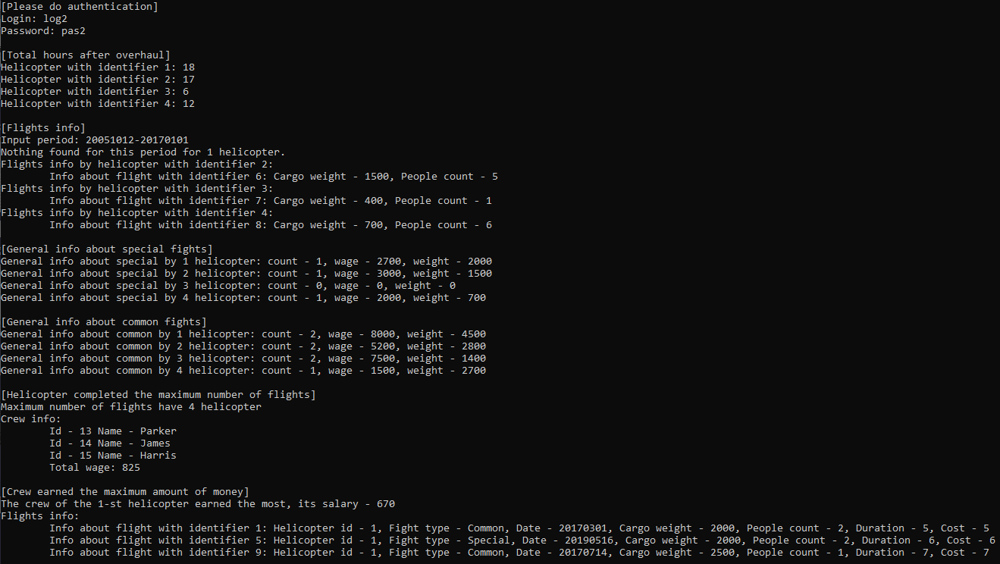 [Please do authentication]
Login: log2
Password: pas2
[Total hours after overhaul]
Helicopter with identifier 1: 18
Helicopter with identifier 2: 17
Helicopter with identifier 3: 6
Helicopter with identifier 4: 12
[Flights info]
Input period: 20051012-20170101
Nothing found for this period for 1 helicopter.
Flights info by helicopter with identifier 2:
Info about flight with identifier 6: Cargo weight - 1500, People count - 5
Flights info by helicopter with identifier 3:
Info about flight with identifier 7: Cargo weight - 400, People count - 1
Flights info by helicopter with identifier 4:
Info about flight with identifier 8: Cargo weight - 700, People count - 6
[General info about special fights]
General info about special by 1 helicopter: count - 1, wage - 2700, weight - 2000
General info about special by 2 helicopter: count - 1, wage - 3000, weight - 1500
General info about special by 3 helicopter: count - 0, wage - 0, weight - 0
General info about special by 4 helicopter: count - 1, wage - 2000, weight - 700
[General info about common fights]
General info about common by 1 helicopter: count - 2, wage - 8000, weight - 4500
General info about common by 2 helicopter: count - 2, wage - 5200, weight - 2800
General info about common by 3 helicopter: count - 2, wage - 7500, weight - 1400
General info about common by 4 helicopter: count - 1, wage - 1500, weight - 2700
[Helicopter completed the maximum number of flights]
Maximum number of flights have 4 helicopter
Crew info:
Id - 13 Name - Parker
Id - 14 Name - James
Id - 15 Name - Harris
Total wage: 825
[Crew earned the maximum amount of money]
The crew of the 1-st helicopter earned the most, its salary - 670
Flights info:
Info about flight with identifier 1: Helicopter id - 1, Fight type - Common, Date - 20170301, Cargo weight - 2000, People count - 2, Duration - 5, Cost - 5
Info about flight with identifier 5: Helicopter id - 1, Fight type - Special, Date - 20190516, Cargo weight - 2000, People count - 2, Duration - 6, Cost - 6
Info about flight with identifier 9: Helicopter id - 1, Fight type - Common, Date - 20170714, Cargo weight - 2500, People count - 1, Duration - 7, Cost - 7